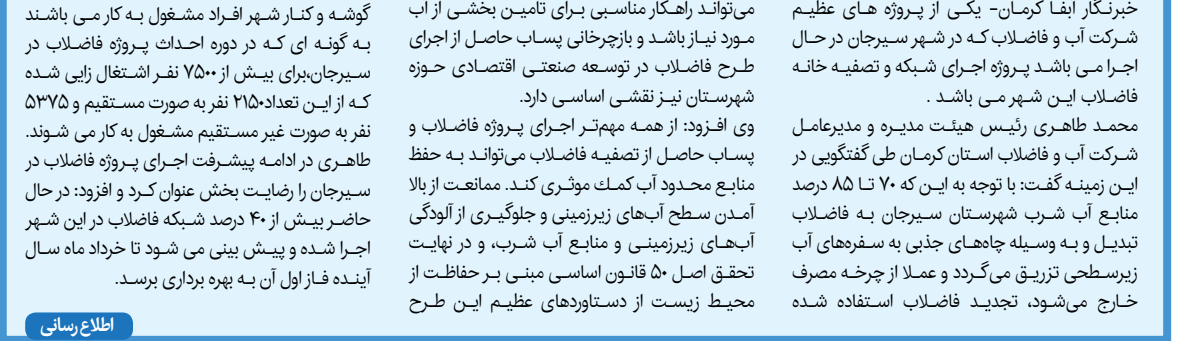 خبرنگار آبفا کرمان- یکی از پروژه های عظیم
شرکت آب و فاضلاب که در شهر سیرجان در حال
اجرا می باشد پروژه اجرای شبکه و تصفیه خانه
فاضلاب این شهر می باشد .
محمد طاهری رئیس هیئت مدیره و مدیرعامل
شرکت آب و فاضلاب استان کرمان طی گفتگویی در
این زمینه گفت: با توجه به این که ۷۰ تا ۸۵ درصد
منابع آب شرب شهرستان سیرجان به فاضلاب
تبدیل و به وسیله چاه‌های جذبی به سفره‌های آب
زیرسطحی تزریق می‌گردد و عملا از چرخه مصرف
خارج می‌شود، تجدید فاضلاب استفاده شده
می‌تواند راهکار مناسبی برای تامین بخشی از آب
مورد نیاز باشد و بازچرخانی پساب حاصل از اجرای
طرح فاضلاب در توسعه صنعتی اقتصادی حوزه
شهرستان نیز نقشی اساسی دارد.
وی افزود: از همه مهم‌تر اجرای پروژه فاضلاب و
پساب حاصل از تصفیه فاضلاب می‌تواند به حفظ
منابع محدود آب کمك موثری کند. ممانعت از بالا
آمدن سطح آب‌های زیرزمینی و جلوگیری از آلودگی
آب‌های زیرزمینی و منابع آب شرب، و در نهایت
تحقق اصل ۵۰ قانون اساسی مبنی بر حفاظت از
محیط زیست از دستاوردهای عظیم این طرح
گوشه و کنار شهر افراد مشغول به کار می باشند
به گونه ای که در دوره احداث پروژه فاضلاب در
سیرجان،برای بیش از ۷۵۰۰ نفر اشتغال زایی شده
که از این تعداد۲۱۵۰ نفر به صورت مستقیم و ۵۳۷۵
نفر به صورت غیر مستقیم مشغول به کار می شوند.
طاهری در ادامه پیشرفت اجرای پروژه فاضلاب در
سیرجان را رضایت بخش عنوان کرد و افزود: در حال
حاضر بیش از ۴۰ درصد شبکه فاضلاب در این شهر
اجرا شده و پیش بینی می شود تا خرداد ماه سال
آینده فاز اول آن به بهره برداری برسد.
اطلاع رسانی